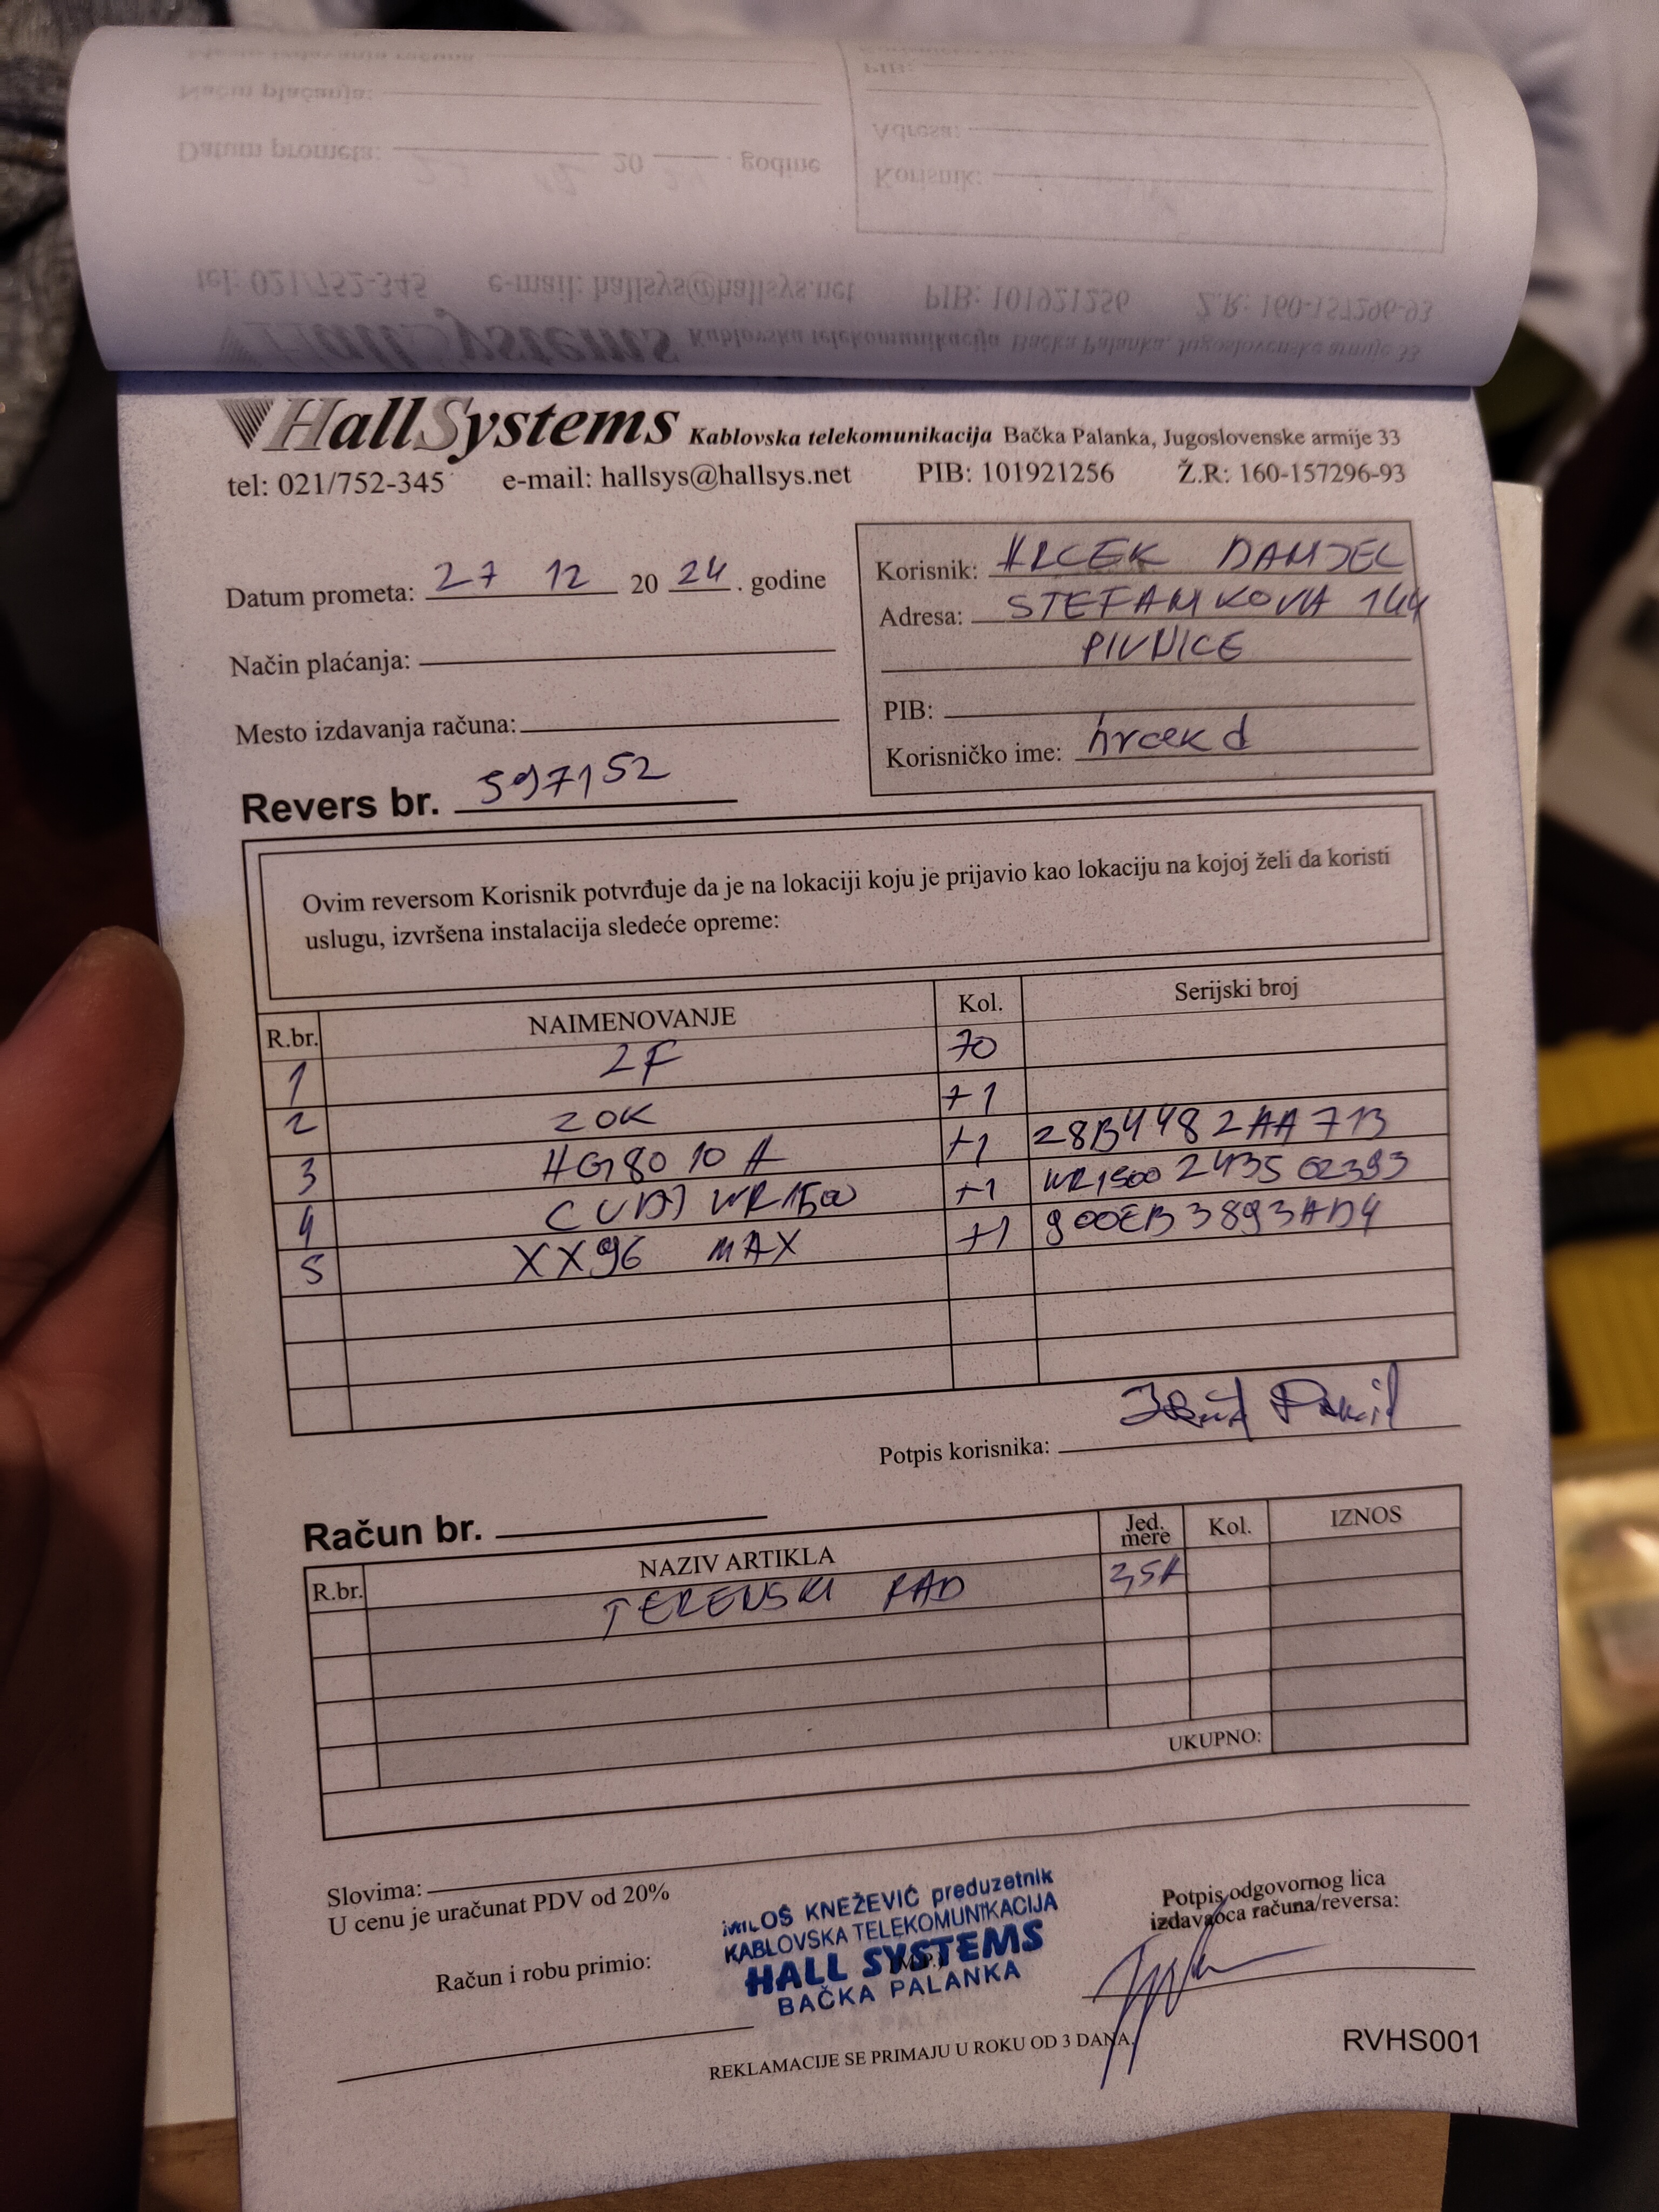 HallSystems Kablovska telekomunikacija Bačka Palanka, Jugoslovenske armije 33
tel: 021/752-345 e-mail: hallsys@hallsys.net PIB: 101921256 Ž.R: 160-157296-93
Datum prometa: 27 12 20 24. godine
Način plaćanja:
Mesto izdavanja računa:
Revers br. 597152
Korisnik: HRCEK DANJEL
Adresa: STEFANIKOVA 144
PIVNICE
PIB:
Korisničko ime: hrcek d
Ovim reversom Korisnik potvrđuje da je na lokaciji koju je prijavio kao lokaciju na kojoj želi da koristi
uslugu, izvršena instalacija sledeće opreme:
R.br. NAIMENOVANJE Kol. Serijski broj
1 2F 70
2 ZOK +1
3 HG8010H +1 28B4482AA713
4 CUDY WR1500 +1 WR1500 2435 02393
5 XX96 MAX +1 900EB3893AD4
Potpis korisnika:
Račun br.
R.br. NAZIV ARTIKLA Jed. mere Kol. IZNOS
TERENSKI RAD
UKUPNO:
Slovima:
U cenu je uračunat PDV od 20%
Račun i robu primio:
MILOŠ KNEŽEVIĆ preduzetnik
KABLOVSKA TELEKOMUNIKACIJA
HALL SYSTEMS
BAČKA PALANKA
Potpis odgovornog lica
izdavaoca računa/reversa:
REKLAMACIJE SE PRIMAJU U ROKU OD 3 DANA.
RVHS001